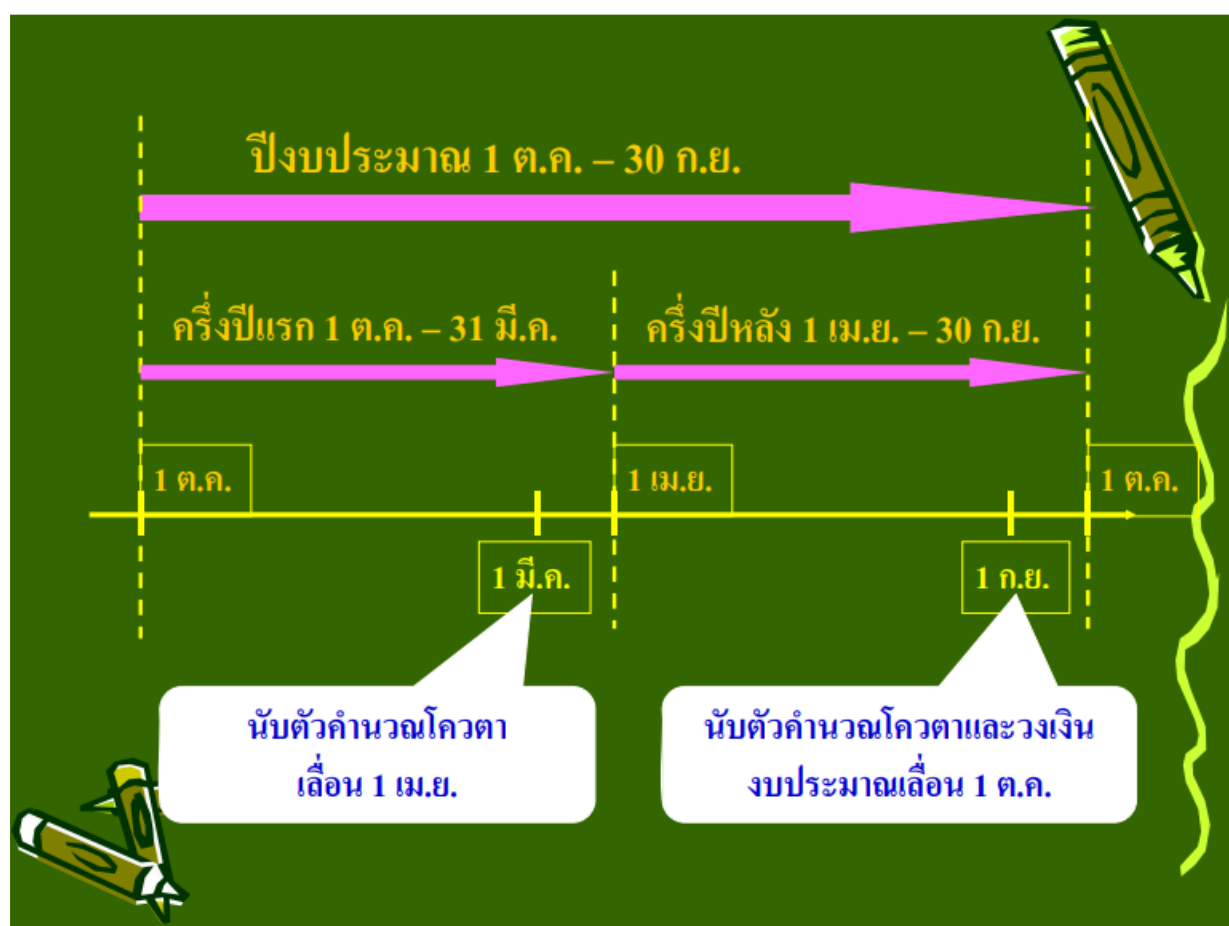 ปีงบประมาณ 1 ต.ค. – 30 ก.ย.
ครึ่งปีแรก 1 ต.ค. – 31 มี.ค.
ครึ่งปีหลัง 1 เม.ย. – 30 ก.ย.
1 ต.ค.
1 เม.ย.
1 ต.ค.
1 มี.ค.
1 ก.ย.
นับตัวคำนวณโควตา
เลื่อน 1 เม.ย.
นับตัวคำนวณโควตาและวงเงิน
งบประมาณเลื่อน 1 ต.ค.